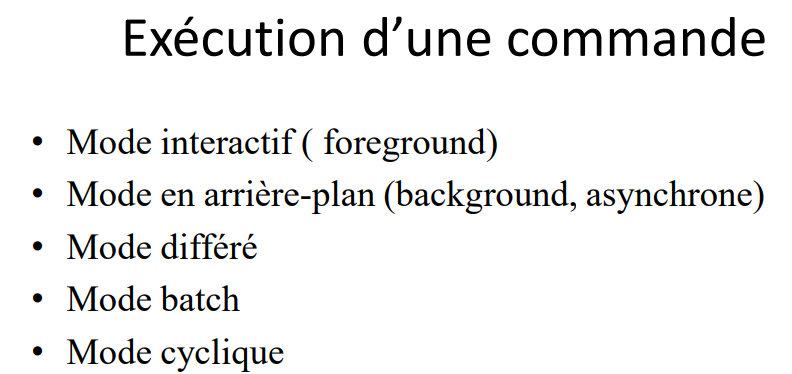 Exécution d’une commande
• Mode interactif ( foreground)
• Mode en arrière-plan (background, asynchrone)
• Mode différé
• Mode batch
• Mode cyclique